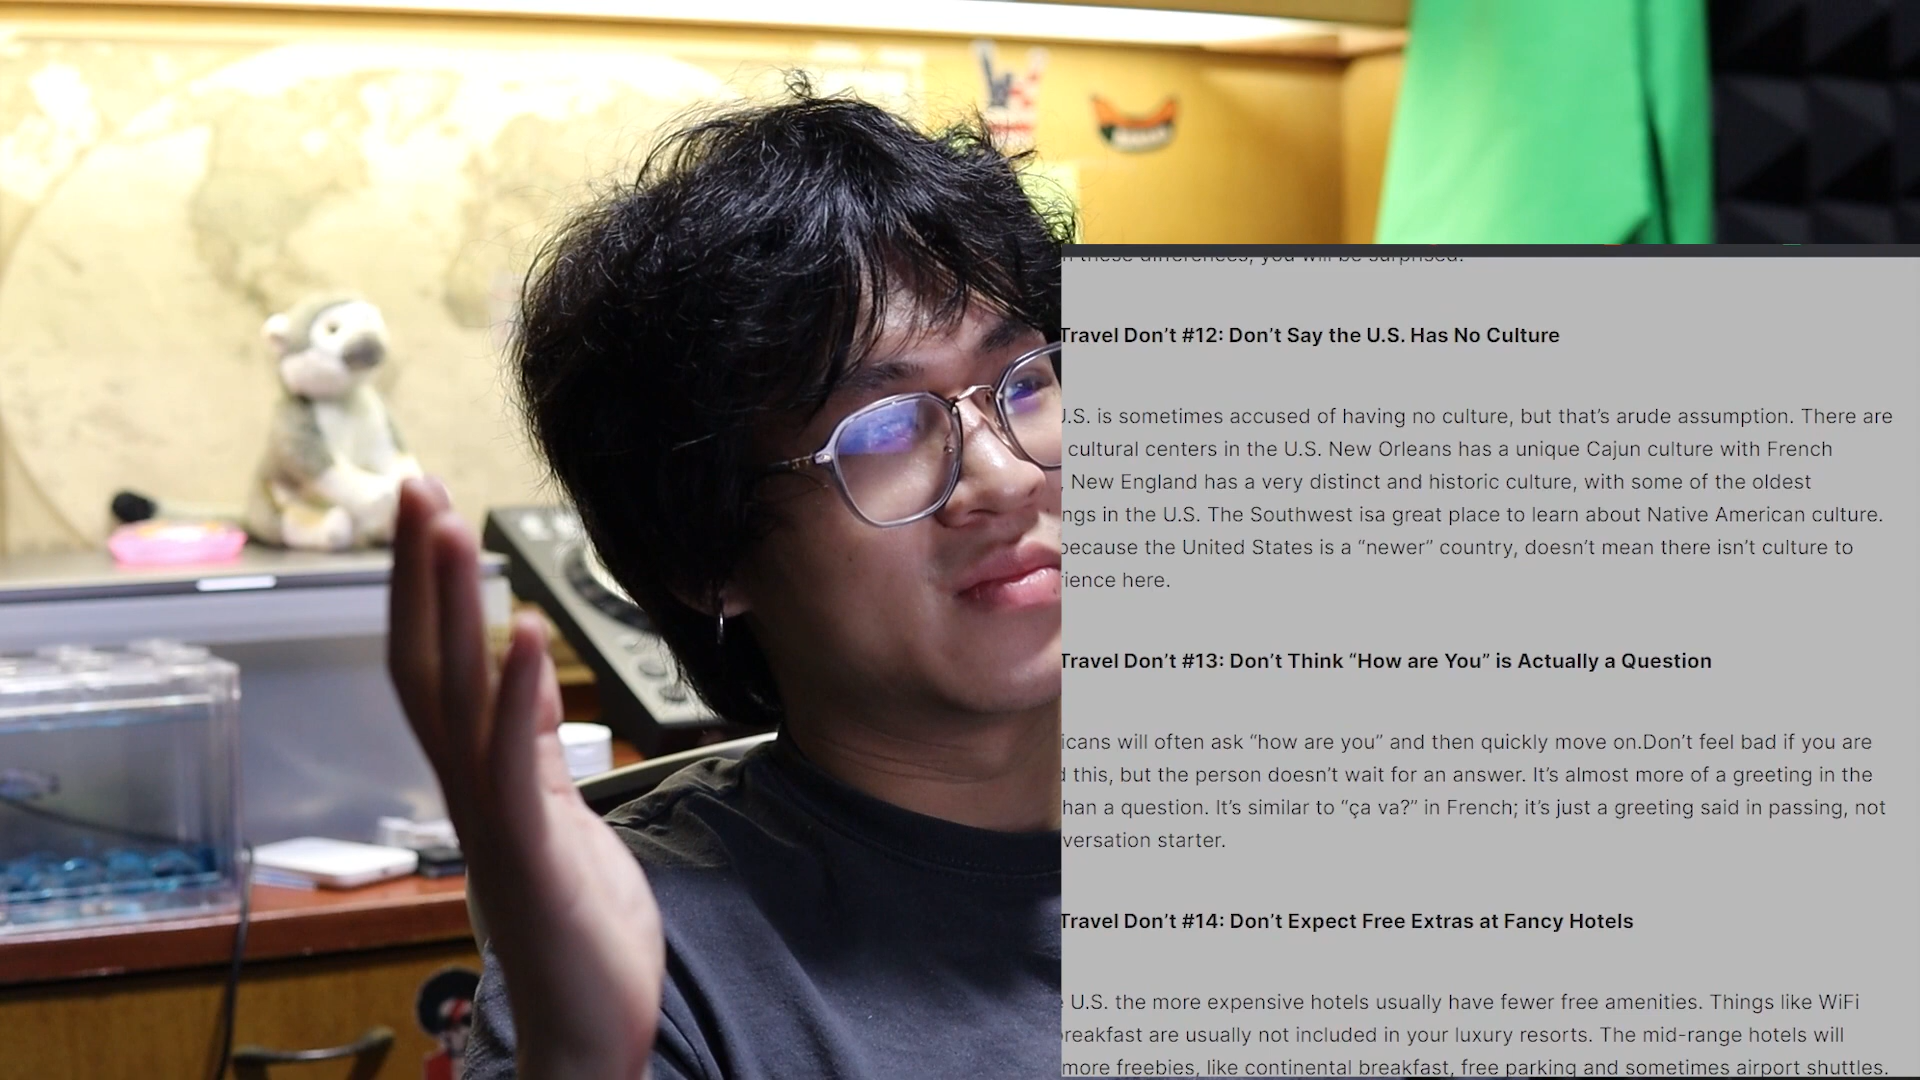 these differences, you will be surprised.
Travel Don’t #12: Don’t Say the U.S. Has No Culture
U.S. is sometimes accused of having no culture, but that’s arude assumption. There are
cultural centers in the U.S. New Orleans has a unique Cajun culture with French
New England has a very distinct and historic culture, with some of the oldest
ngs in the U.S. The Southwest isa great place to learn about Native American culture.
because the United States is a “newer” country, doesn’t mean there isn’t culture to
ience here.
Travel Don’t #13: Don’t Think “How are You” is Actually a Question
icans will often ask “how are you” and then quickly move on.Don’t feel bad if you are
this, but the person doesn’t wait for an answer. It’s almost more of a greeting in the
han a question. It’s similar to “ça va?” in French; it’s just a greeting said in passing, not
versation starter.
Travel Don’t #14: Don’t Expect Free Extras at Fancy Hotels
U.S. the more expensive hotels usually have fewer free amenities. Things like WiFi
breakfast are usually not included in your luxury resorts. The mid-range hotels will
more freebies, like continental breakfast, free parking and sometimes airport shuttles.